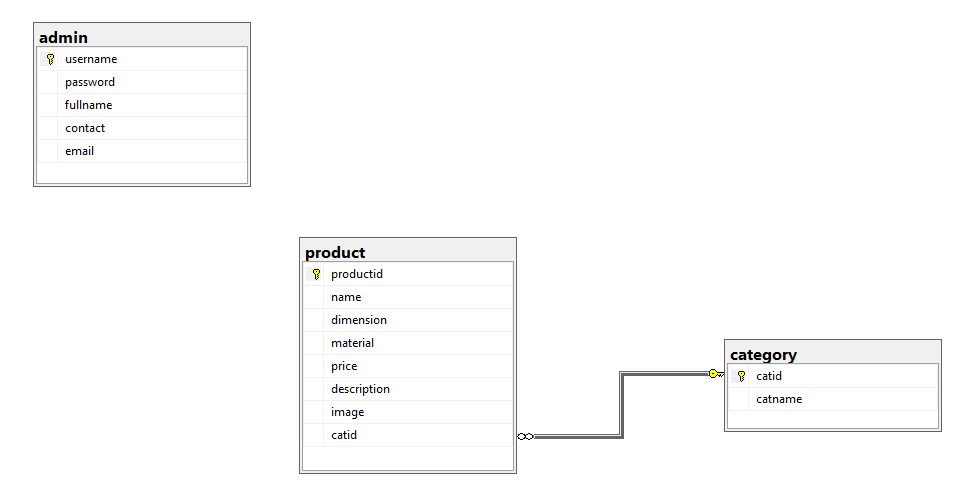 admin
username
password
fullname
contact
email
product
productid
name
dimension
material
price
description
image
catid
category
catid
catname